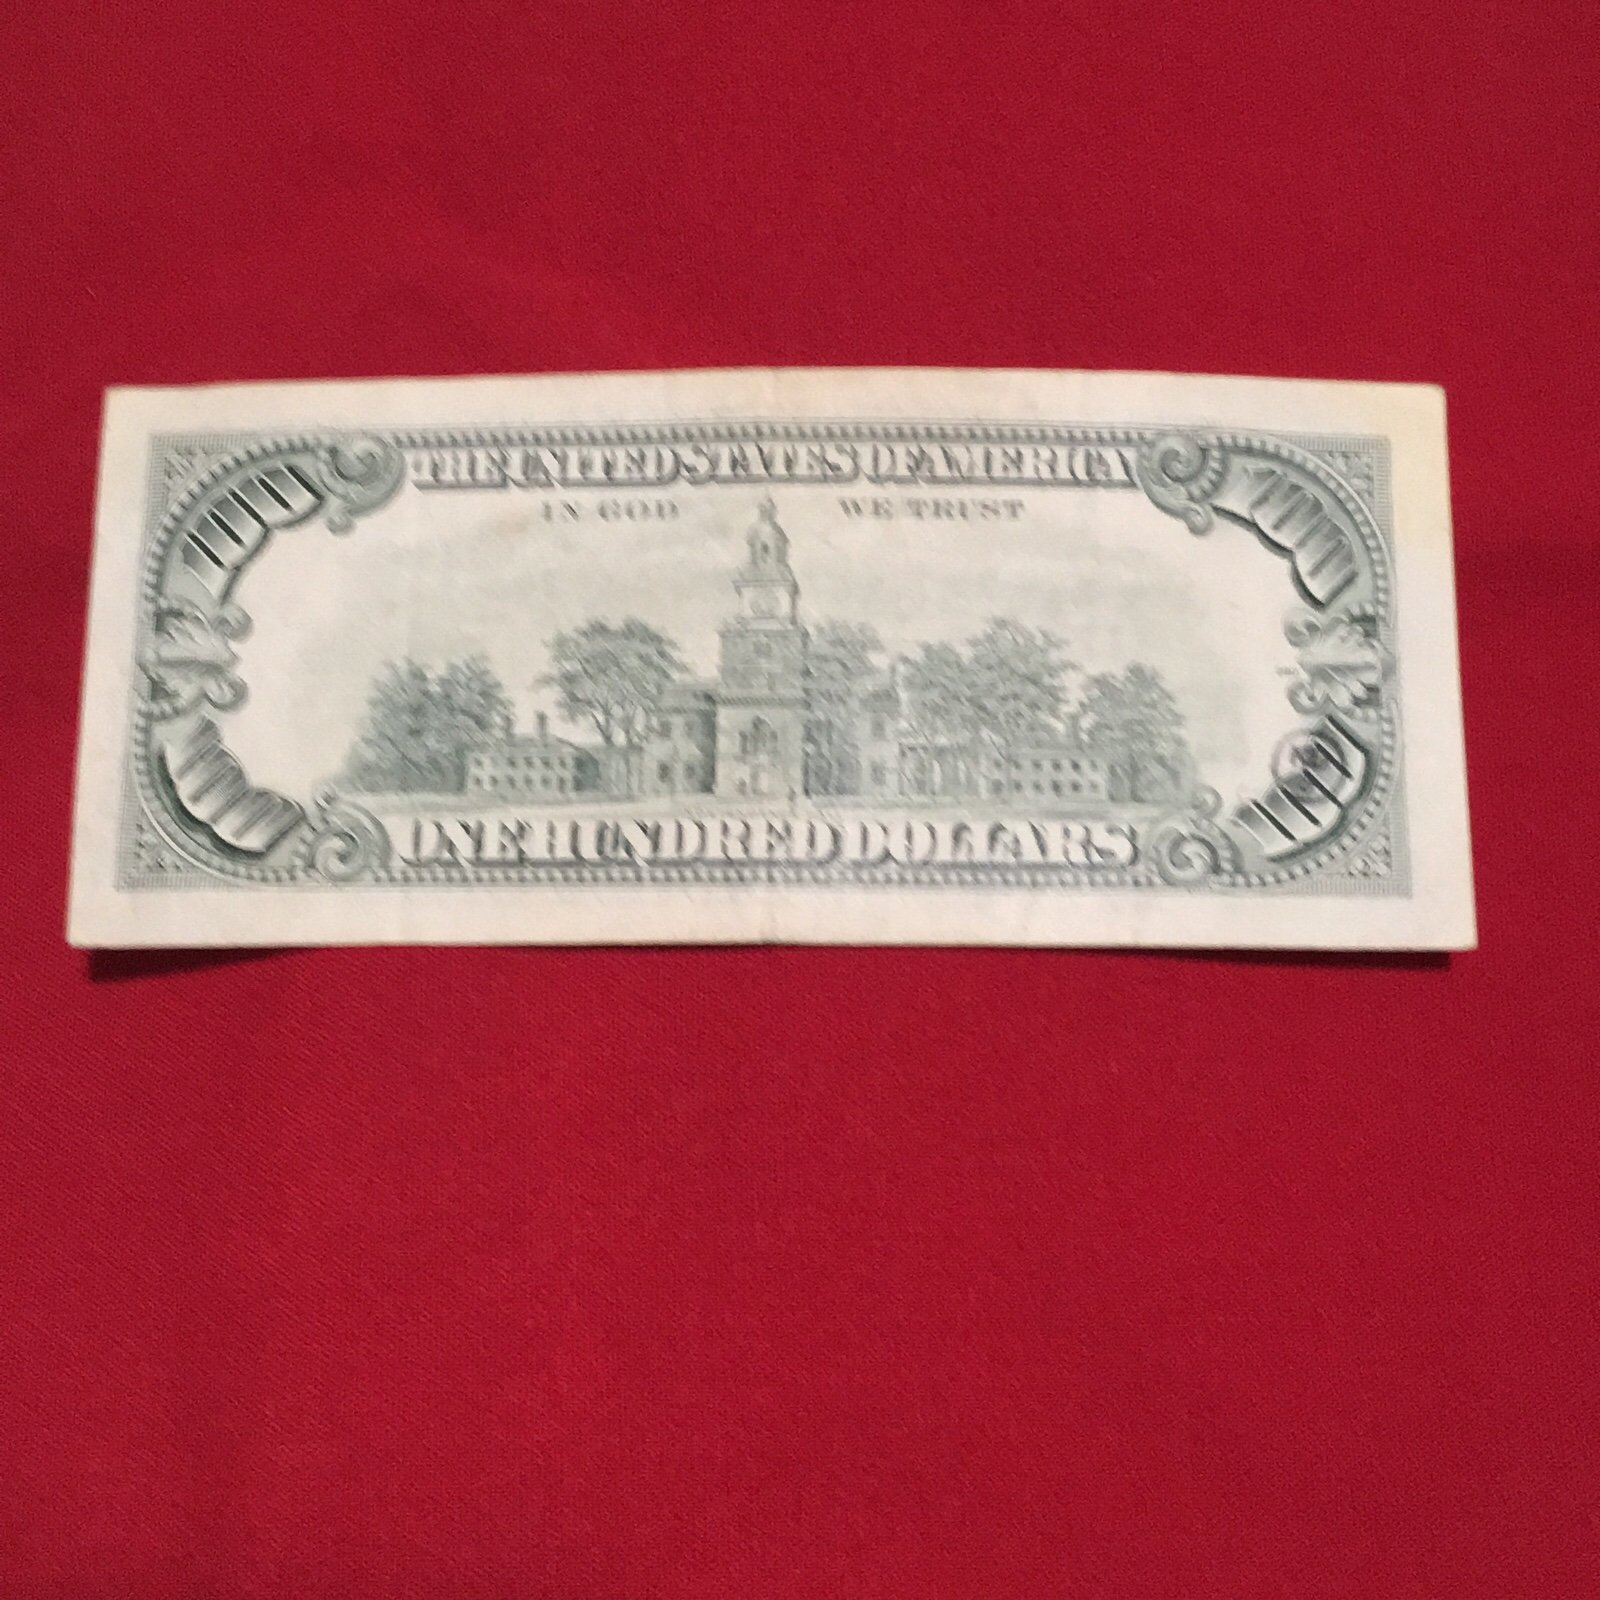 THE UNITED STATES OF AMERICA
100 100
IN GOD WE TRUST
100 100
ONE HUNDRED DOLLARS